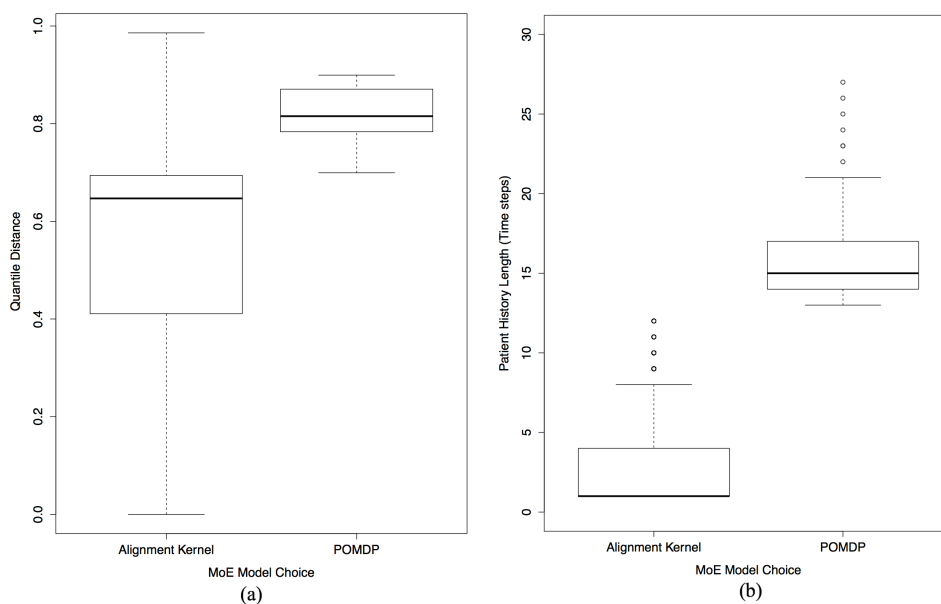 Quantile Distance
1.0
0.8
0.6
0.4
0.2
0.0
Alignment Kernel
POMDP
MoE Model Choice
(a)
Patient History Length (Time steps)
30
25
20
15
10
5
0
Alignment Kernel
POMDP
MoE Model Choice
(b)